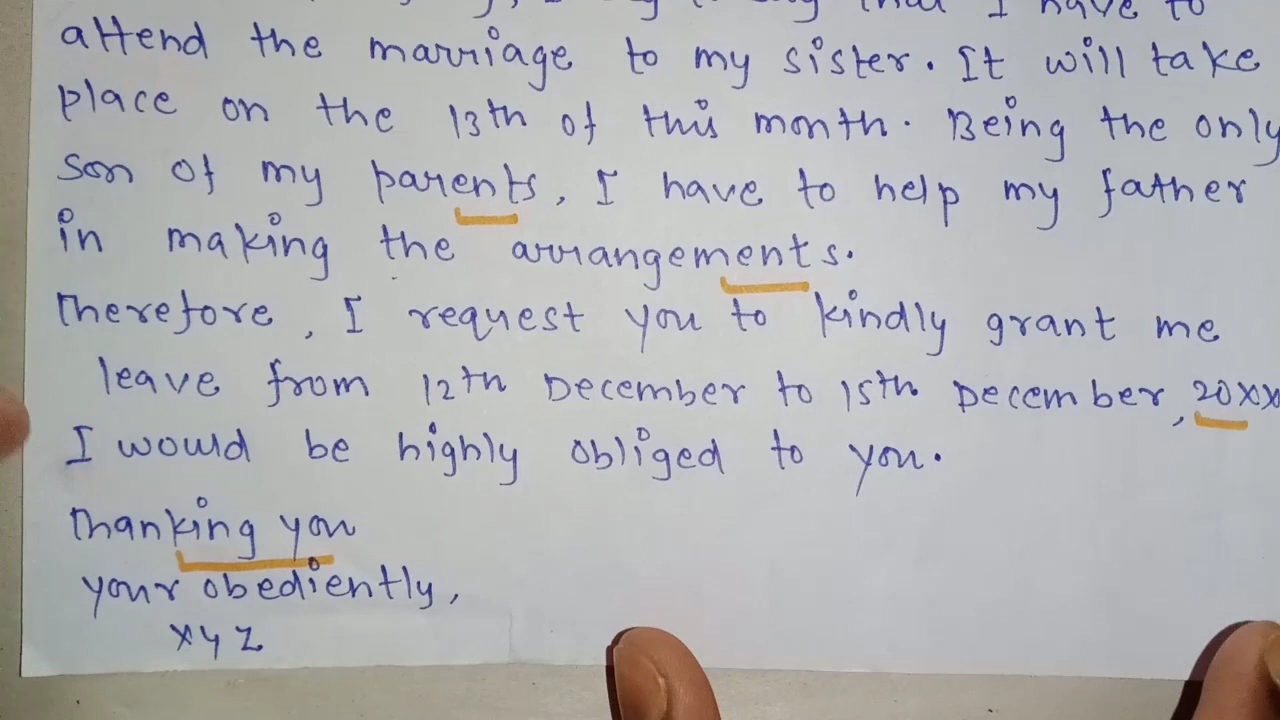 that I have to
attend the marriage to my sister. It will take
place on the 13th of this month. Being the only
son of my parents, I have to help my father
in making the arrangements.
Therefore, I request you to kindly grant me
leave from 12th December to 15th December, 20xx
I would be highly obliged to you.
Thanking you
your obediently,
xyz